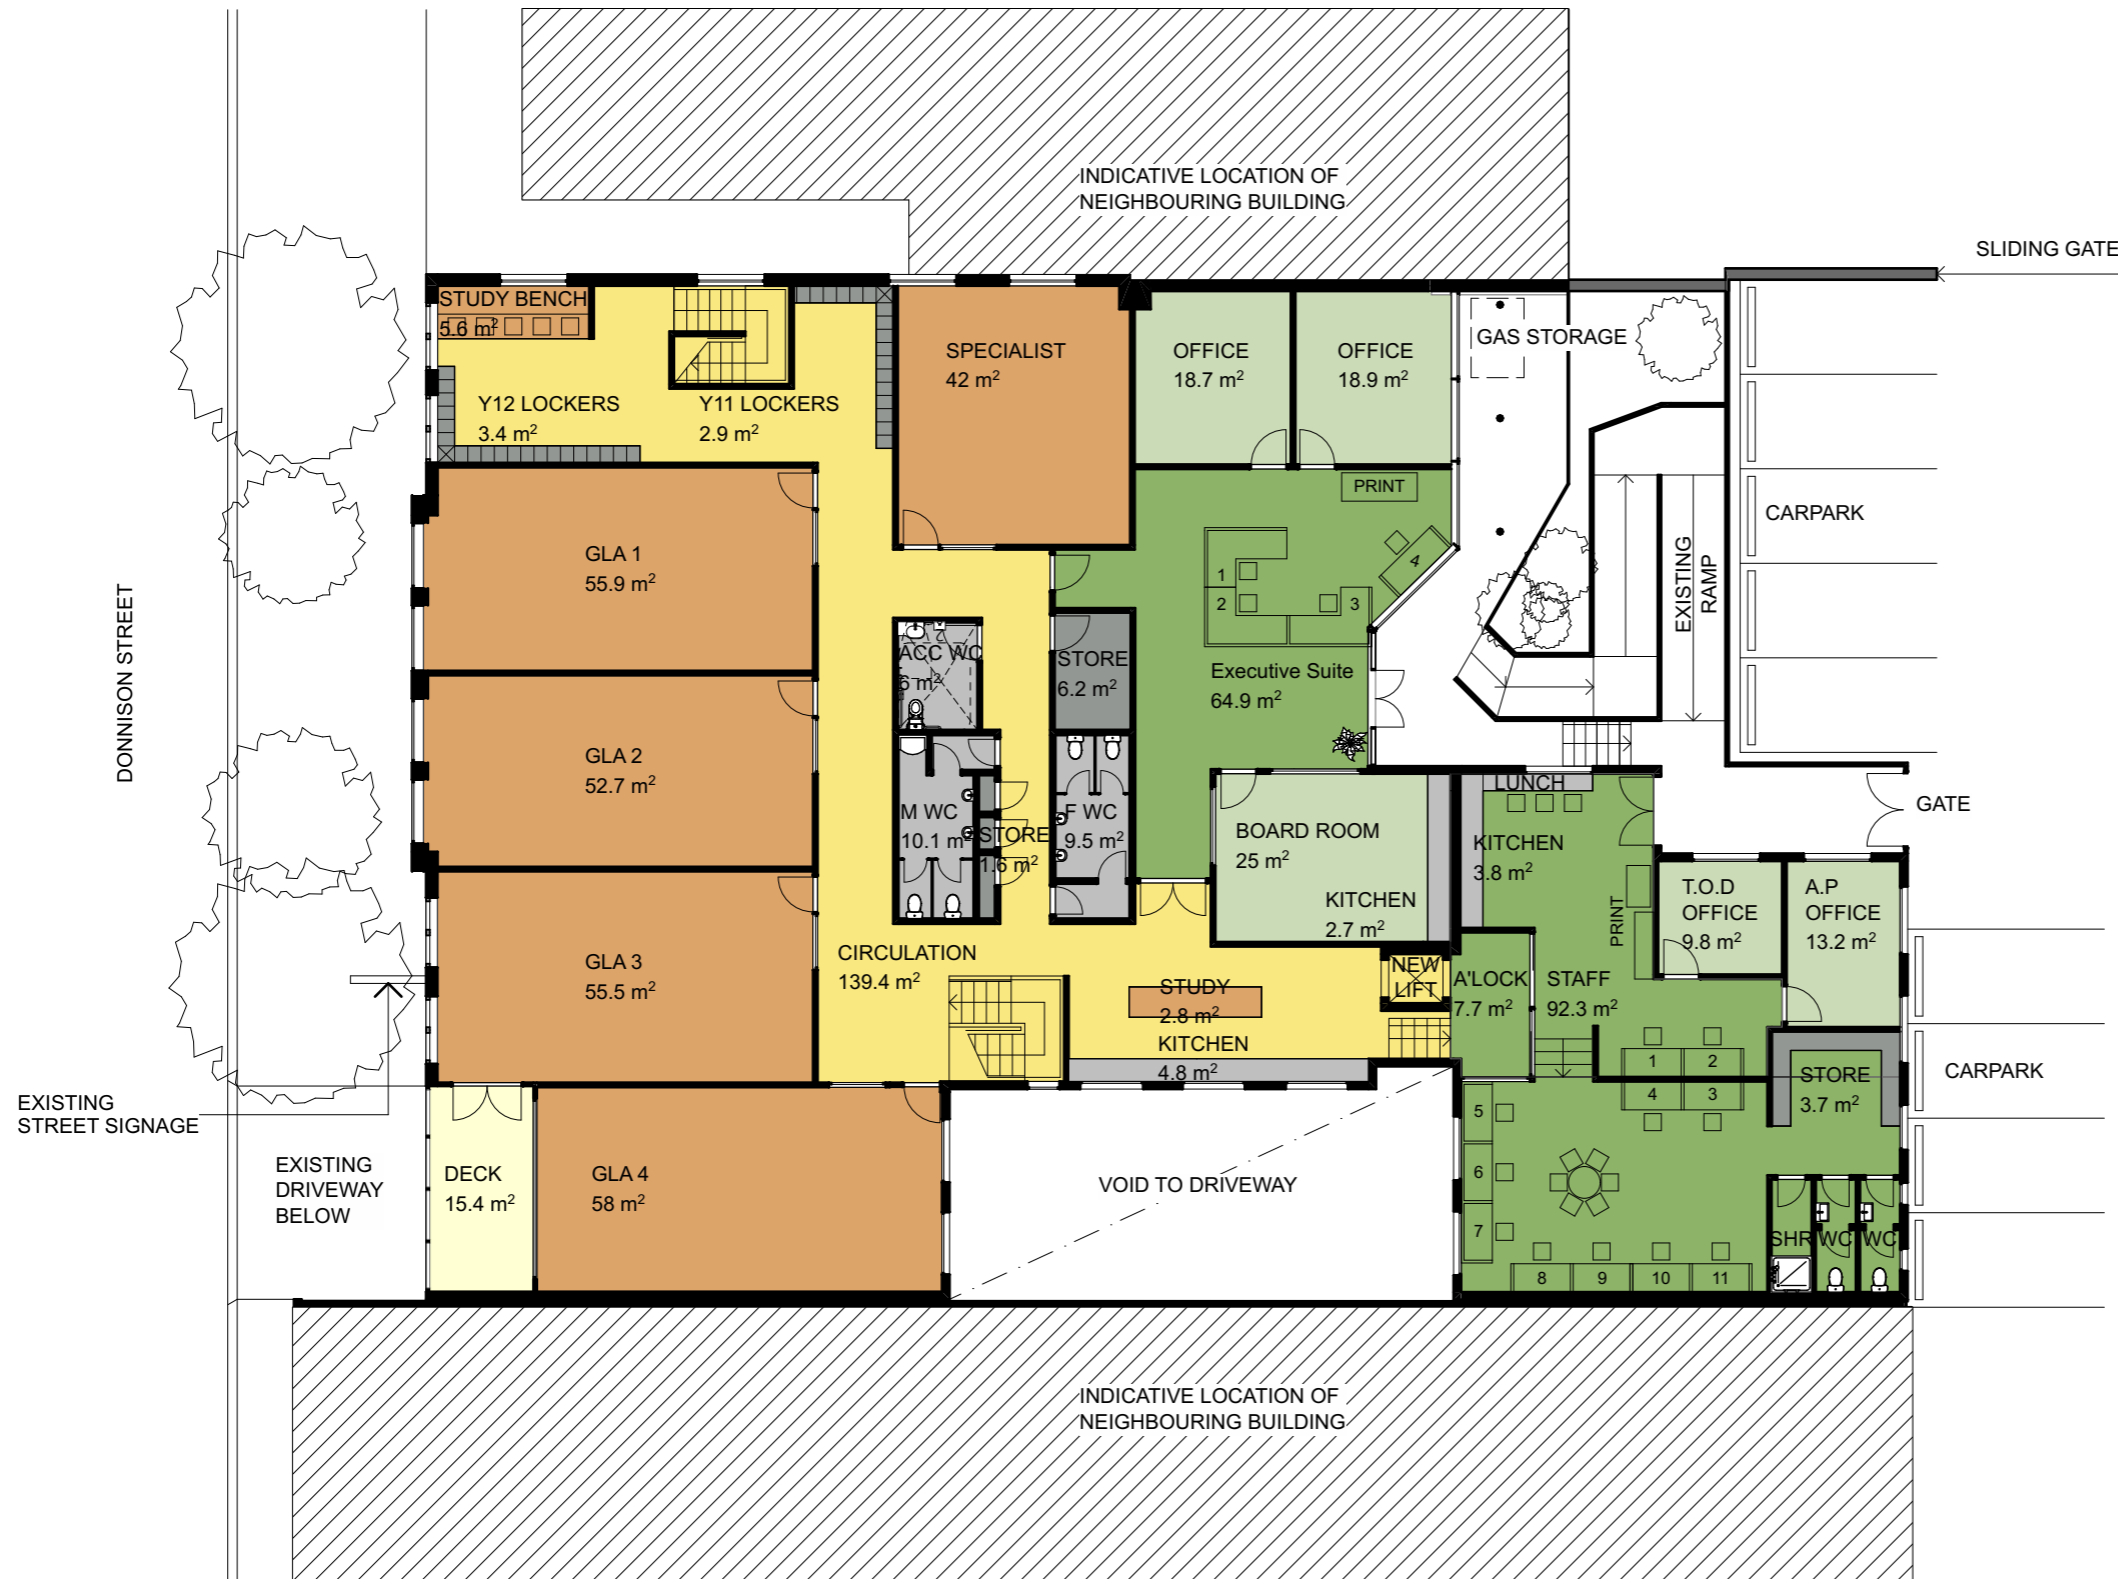 INDICATIVE LOCATION OF
NEIGHBOURING BUILDING
SLIDING GATE
STUDY BENCH
5.6 m²
SPECIALIST
42 m²
OFFICE
18.7 m²
OFFICE
18.9 m²
GAS STORAGE
Y12 LOCKERS
3.4 m²
Y11 LOCKERS
2.9 m²
PRINT
CARPARK
GLA 1
55.9 m²
EXISTING
RAMP
1
2
3
4
DONNISON STREET
ACC WC
6 m²
STORE
6.2 m²
Executive Suite
64.9 m²
GLA 2
52.7 m²
M WC
10.1 m²
STORE
1.6 m²
F WC
9.5 m²
BOARD ROOM
25 m²
KITCHEN
2.7 m²
LUNCH
KITCHEN
3.8 m²
GATE
PRINT
T.O.D
OFFICE
9.8 m²
A.P
OFFICE
13.2 m²
GLA 3
55.5 m²
CIRCULATION
139.4 m²
STUDY
2.8 m²
NEW
LIFT
A'LOCK
7.7 m²
STAFF
92.3 m²
KITCHEN
4.8 m²
1
2
4
3
STORE
3.7 m²
CARPARK
EXISTING
STREET SIGNAGE
EXISTING
DRIVEWAY
BELOW
DECK
15.4 m²
GLA 4
58 m²
VOID TO DRIVEWAY
5
6
7
8
9
10
11
SHR
WC
WC
INDICATIVE LOCATION OF
NEIGHBOURING BUILDING